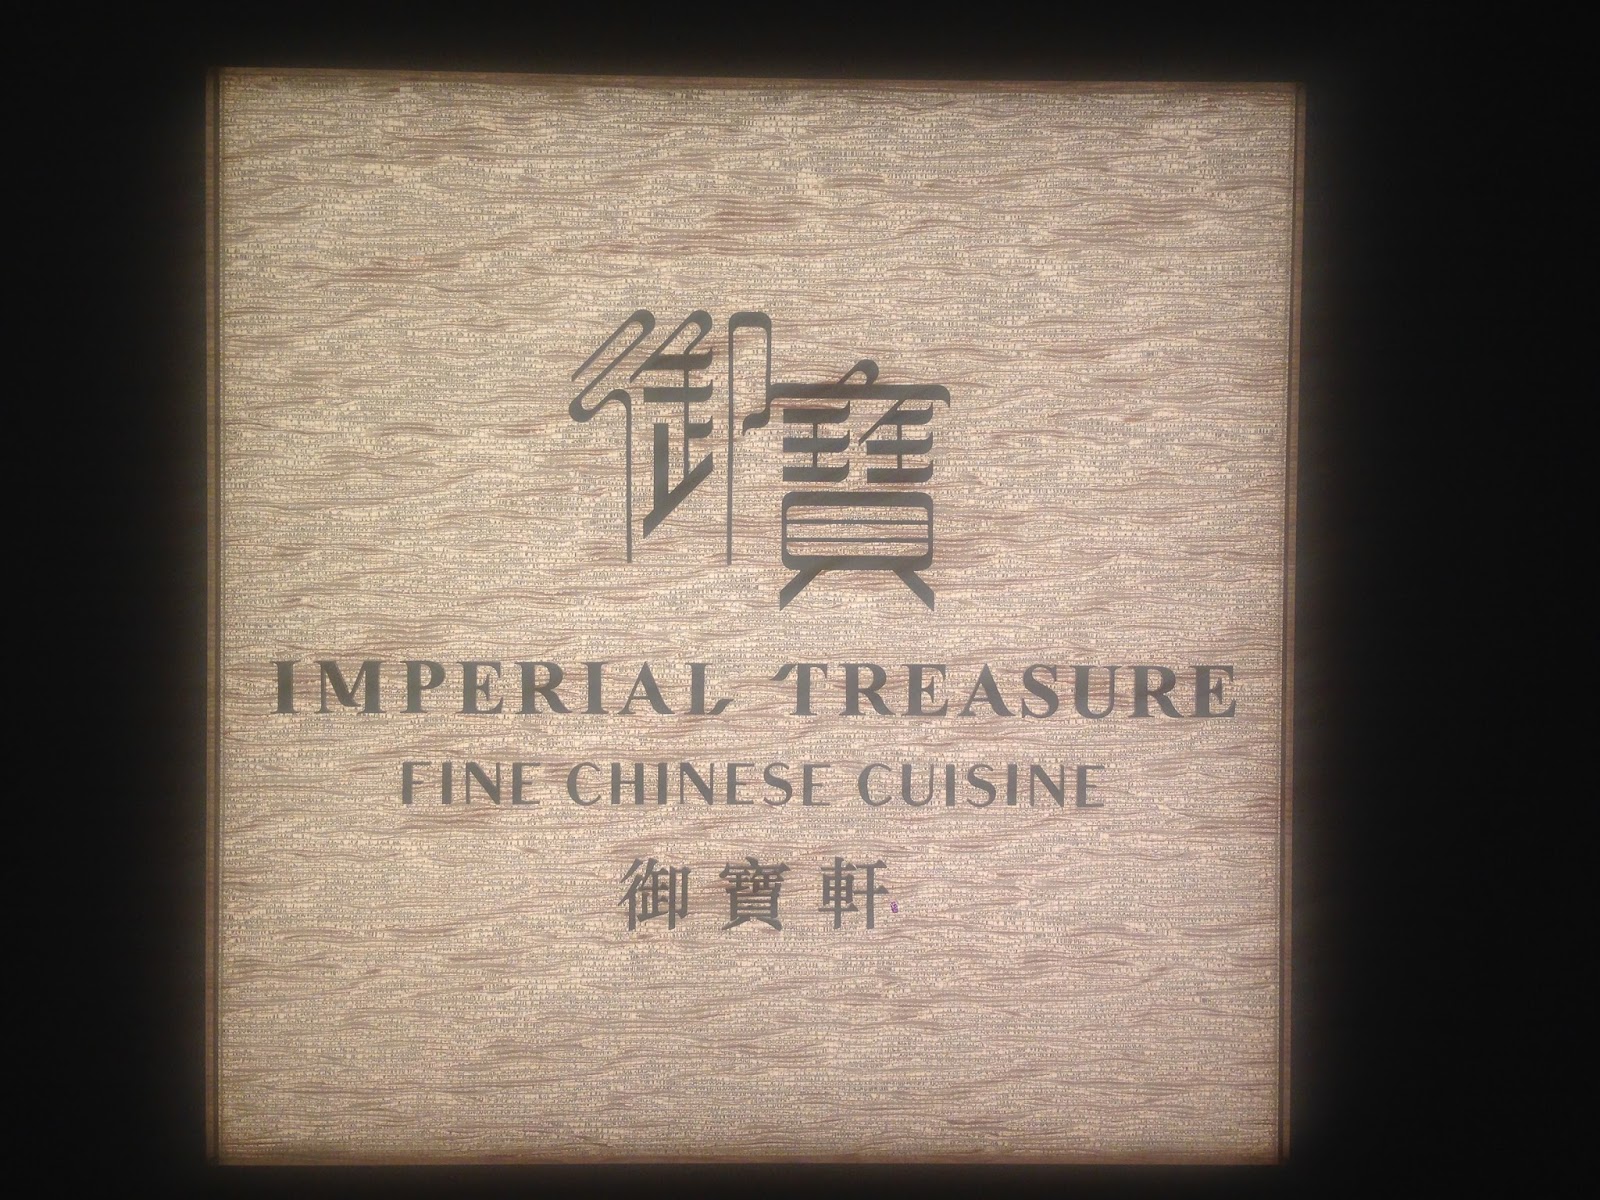 御寶
IMPERIAL TREASURE
FINE CHINESE CUISINE
御寶軒